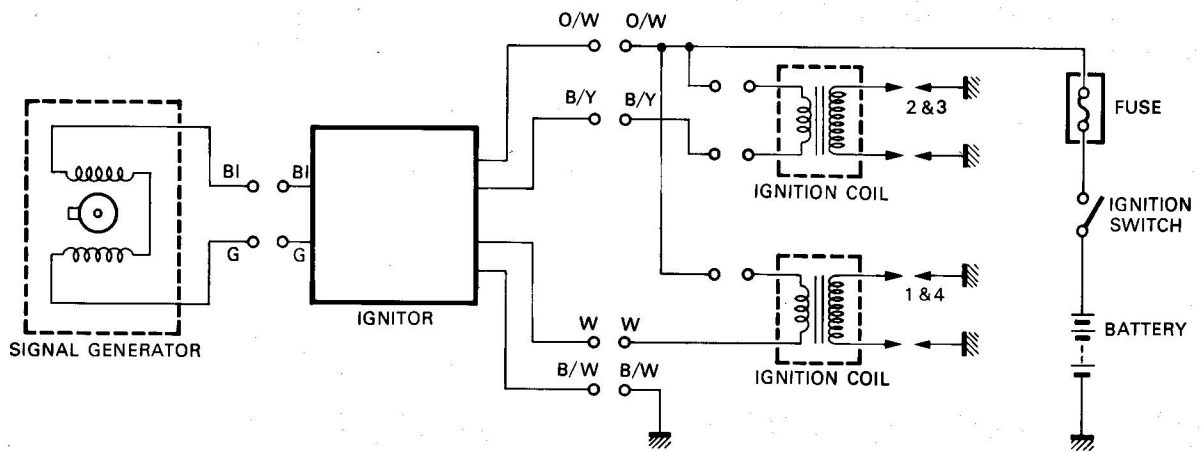 O/W O/W
B/Y B/Y
2 & 3
FUSE
BI BI
IGNITION COIL
IGNITION
SWITCH
G G
1 & 4
IGNITOR
W W
BATTERY
SIGNAL GENERATOR
B/W B/W
IGNITION COIL